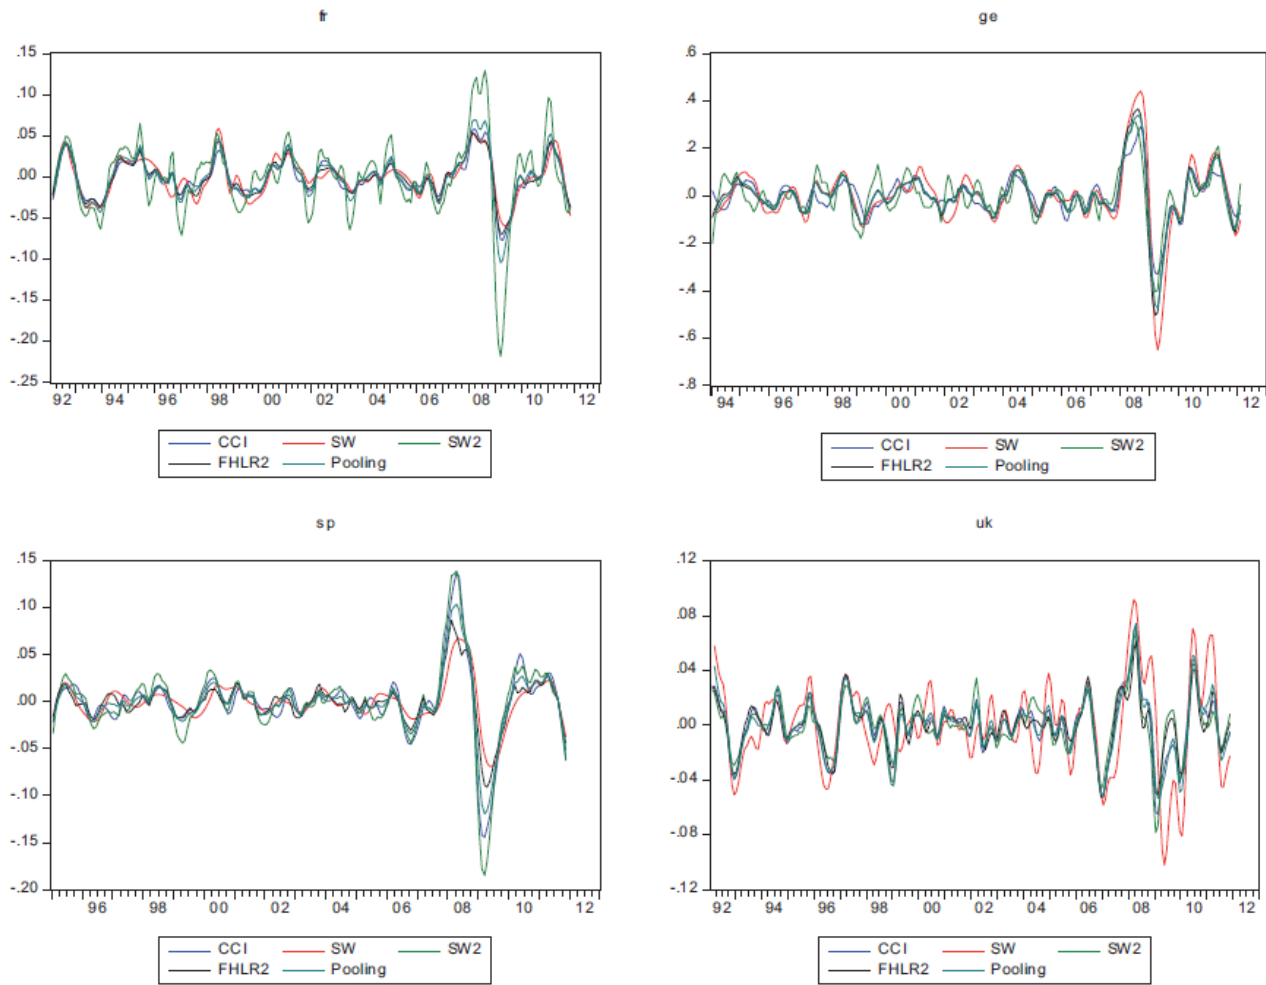 fr
.15
.10
.05
.00
-.05
-.10
-.15
-.20
-.25
92 94 96 98 00 02 04 06 08 10 12
CCI SW SW2
FHLR2 Pooling
ge
.6
.4
.2
.0
-.2
-.4
-.6
-.8
94 96 98 00 02 04 06 08 10 12
CCI SW SW2
FHLR2 Pooling
sp
.15
.10
.05
.00
-.05
-.10
-.15
-.20
96 98 00 02 04 06 08 10 12
CCI SW SW2
FHLR2 Pooling
uk
.12
.08
.04
.00
-.04
-.08
-.12
92 94 96 98 00 02 04 06 08 10 12
CCI SW SW2
FHLR2 Pooling